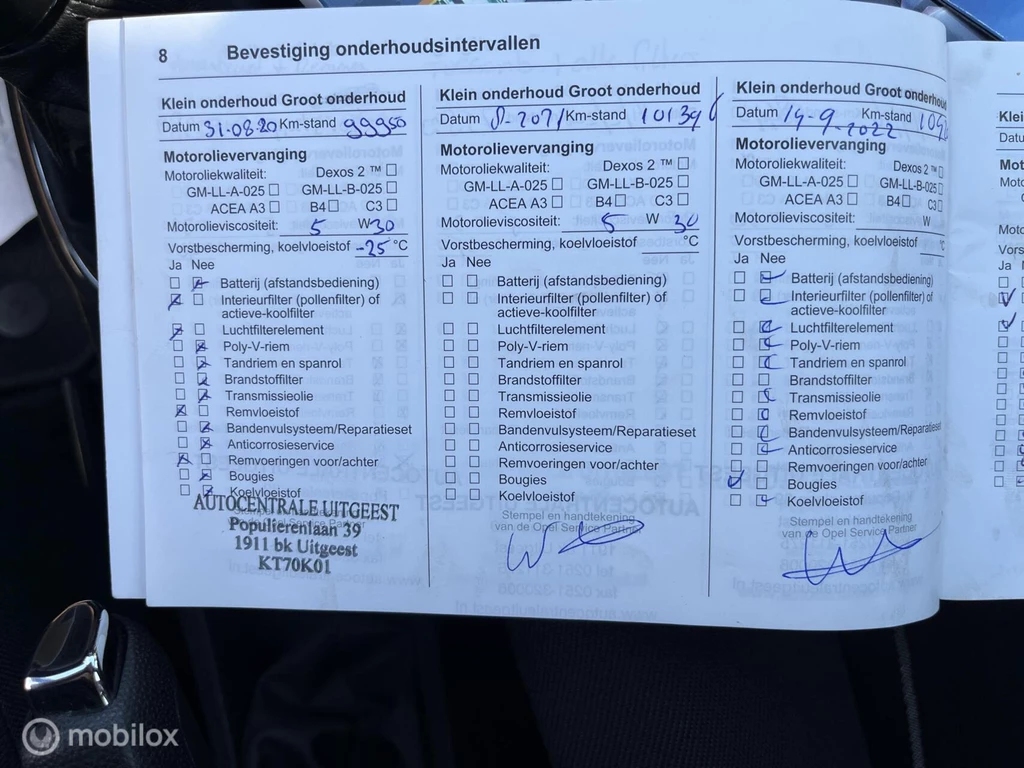 8 Bevestiging onderhoudsintervallen
Klein onderhoud Groot onderhoud
Datum 31-08-20 Km-stand 99950
Motorolievervanging
Motoroliekwaliteit: Dexos 2 ™ ☐
GM-LL-A-025 ☐ GM-LL-B-025 ☐
ACEA A3 ☐ B4 ☐ C3 ☐
Motorolieviscositeit: 5 W 30
Vorstbescherming, koelvloeistof -25 °C
Ja Nee
Batterij (afstandsbediening)
Interieurfilter (pollenfilter) of
actieve-koolfilter
Luchtfilterelement
Poly-V-riem
Tandriem en spanrol
Brandstoffilter
Transmissieolie
Remvloeistof
Bandenvulsysteem/Reparatieset
Anticorrosieservice
Remvoeringen voor/achter
Bougies
Koelvloeistof
AUTOCENTRALE UITGEEST
Populierenlaan 39
1911 bk Uitgeest
KT70K01
Klein onderhoud Groot onderhoud
Datum 8-2021 Km-stand 10139
Motorolievervanging
Motoroliekwaliteit: Dexos 2 ™ ☐
GM-LL-A-025 ☐ GM-LL-B-025 ☐
ACEA A3 ☐ B4 ☐ C3 ☐
Motorolieviscositeit: 5 W 30
Vorstbescherming, koelvloeistof °C
Ja Nee
Batterij (afstandsbediening)
Interieurfilter (pollenfilter) of
actieve-koolfilter
Luchtfilterelement
Poly-V-riem
Tandriem en spanrol
Brandstoffilter
Transmissieolie
Remvloeistof
Bandenvulsysteem/Reparatieset
Anticorrosieservice
Remvoeringen voor/achter
Bougies
Koelvloeistof
Stempel en handtekening
van de Opel Service Partner
Klein onderhoud Groot onderhoud
Datum 14-9-2022 Km-stand
Motorolievervanging
Motoroliekwaliteit: Dexos 2 ™ ☐
GM-LL-A-025 ☐ GM-LL-B-025 ☐
ACEA A3 ☐ B4 ☐ C3 ☐
Motorolieviscositeit: W
Vorstbescherming, koelvloeistof °C
Ja Nee
Batterij (afstandsbediening)
Interieurfilter (pollenfilter) of
actieve-koolfilter
Luchtfilterelement
Poly-V-riem
Tandriem en spanrol
Brandstoffilter
Transmissieolie
Remvloeistof
Bandenvulsysteem/Reparatieset
Anticorrosieservice
Remvoeringen voor/achter
Bougies
Koelvloeistof
Stempel en handtekening
van de Opel Service Partner
mobilox